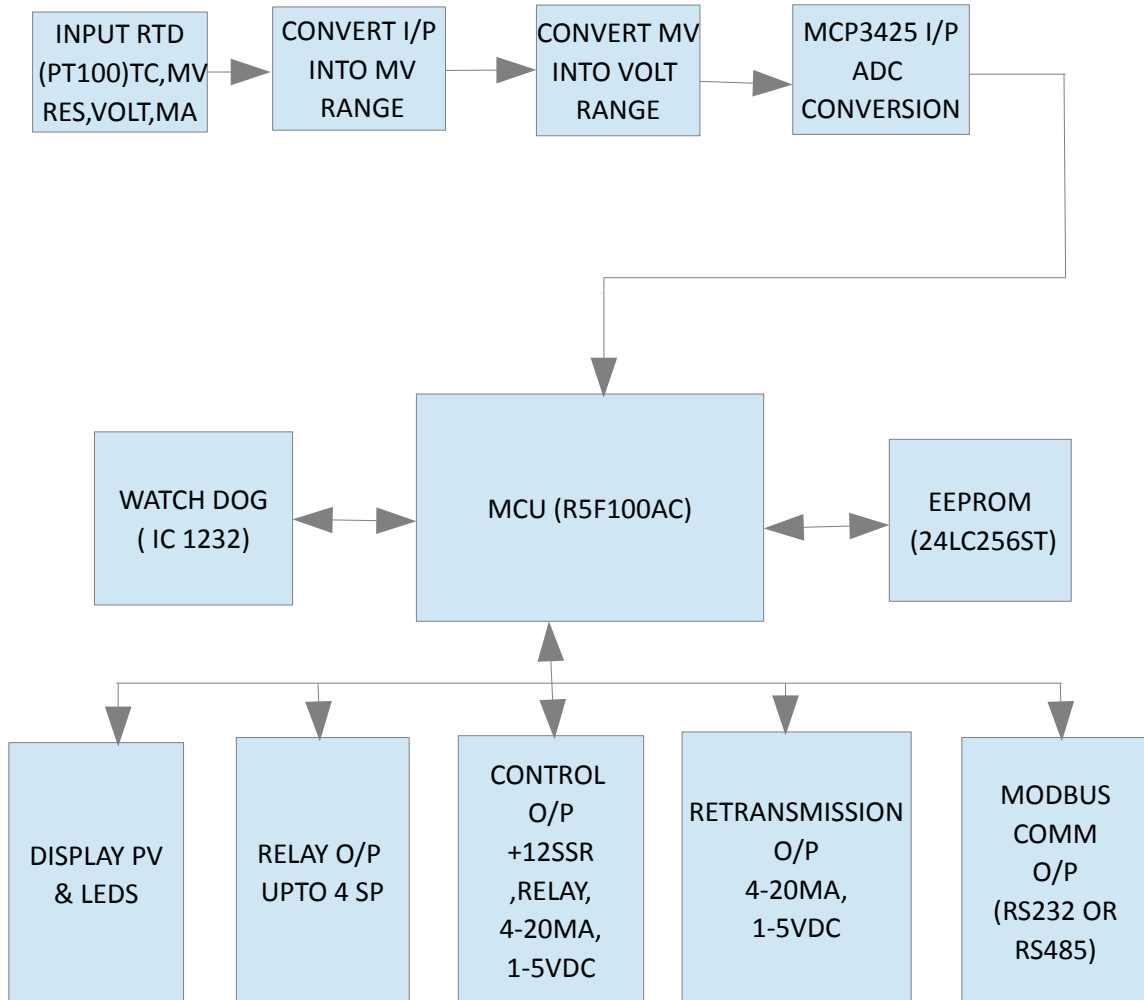 INPUT RTD
(PT100)TC,MV
RES,VOLT,MA
CONVERT I/P
INTO MV
RANGE
CONVERT MV
INTO VOLT
RANGE
MCP3425 I/P
ADC
CONVERSION
WATCH DOG
( IC 1232)
MCU (R5F100AC)
EEPROM
(24LC256ST)
DISPLAY PV
& LEDS
RELAY O/P
UPTO 4 SP
CONTROL
O/P
+12SSR
,RELAY,
4-20MA,
1-5VDC
RETRANSMISSION
O/P
4-20MA,
1-5VDC
MODBUS
COMM
O/P
(RS232 OR
RS485)